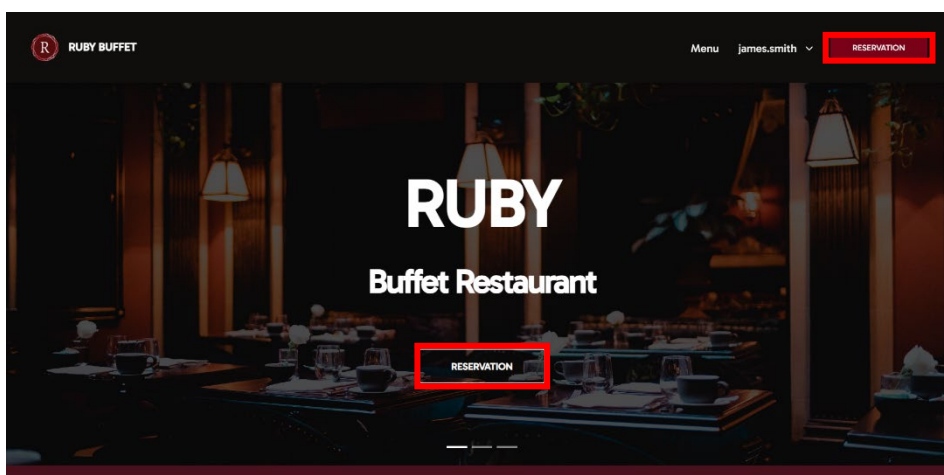 R RUBY BUFFET
Menu james.smith RESERVATION
RUBY
Buffet Restaurant
RESERVATION